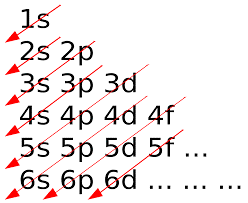 1s
2s 2p
3s 3p 3d
4s 4p 4d 4f
5s 5p 5d 5f ...
6s 6p 6d ... ... ...